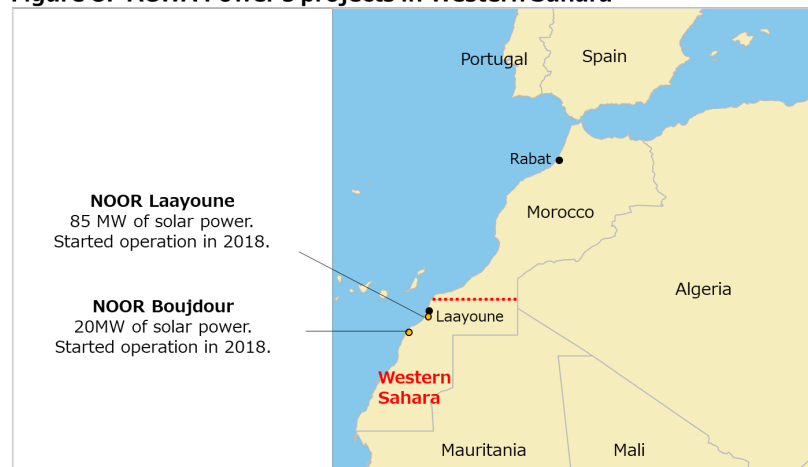 Portugal
Spain
Rabat
NOOR Laayoune
85 MW of solar power.
Started operation in 2018.
Morocco
Algeria
NOOR Boujdour
20MW of solar power.
Started operation in 2018.
Laayoune
Western
Sahara
Mauritania
Mali